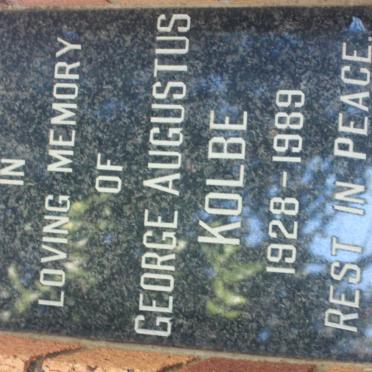 IN
LOVING MEMORY
OF
GEORGE AUGUSTUS
KOLBE
1928 - 1989
REST IN PEACE.